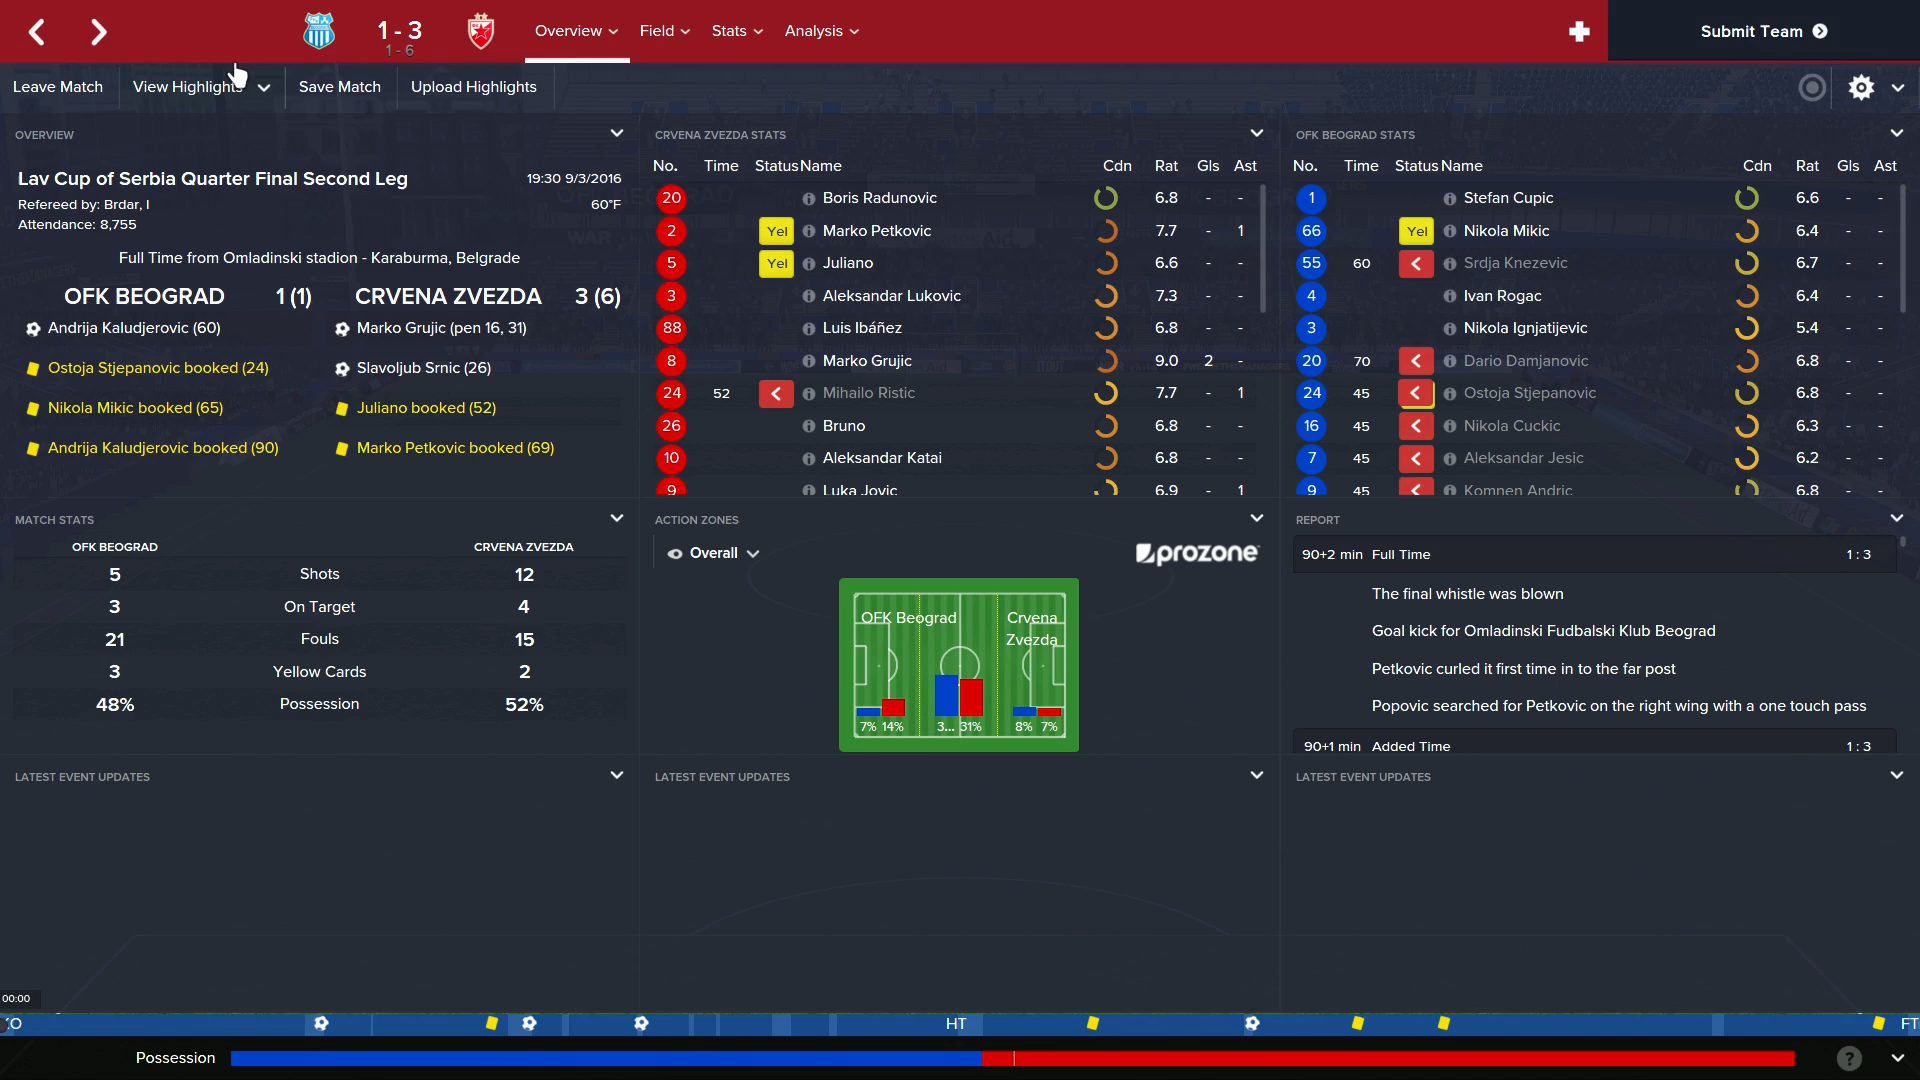 1 - 3
1 - 6
Overview
Field
Stats
Analysis
Submit Team
Leave Match
View Highlights
Save Match
Upload Highlights
OVERVIEW
Lav Cup of Serbia Quarter Final Second Leg
19:30 9/3/2016
Refereed by: Brdar, I
60°F
Attendance: 8,755
Full Time from Omladinski stadion - Karaburma, Belgrade
OFK BEOGRAD 1 (1) CRVENA ZVEZDA 3 (6)
Andrija Kaludjerovic (60)
Marko Grujic (pen 16, 31)
Ostoja Stjepanovic booked (24)
Slavoljub Srnic (26)
Nikola Mikic booked (65)
Juliano booked (52)
Andrija Kaludjerovic booked (90)
Marko Petkovic booked (69)
CRVENA ZVEZDA STATS
No. Time Status Name Cdn Rat Gls Ast
20 Boris Radunovic 6.8 - -
2 Yel Marko Petkovic 7.7 - 1
5 Yel Juliano 6.6 - -
3 Aleksandar Lukovic 7.3 - -
88 Luis Ibáñez 6.8 - -
8 Marko Grujic 9.0 2 -
24 52 Mihailo Ristic 7.7 - 1
26 Bruno 6.8 - -
10 Aleksandar Katai 6.8 - -
9 Luka Jovic 6.9 - 1
OFK BEOGRAD STATS
No. Time Status Name Cdn Rat Gls Ast
1 Stefan Cupic 6.6 - -
66 Yel Nikola Mikic 6.4 - -
55 60 Srdja Knezevic 6.7 - -
4 Ivan Rogac 6.4 - -
3 Nikola Ignjatijevic 5.4 - -
20 70 Dario Damjanovic 6.8 - -
24 45 Ostoja Stjepanovic 6.8 - -
16 45 Nikola Cuckic 6.3 - -
7 45 Aleksandar Jesic 6.2 - -
9 45 Komnen Andric 6.8 - -
MATCH STATS
OFK BEOGRAD CRVENA ZVEZDA
5 Shots 12
3 On Target 4
21 Fouls 15
3 Yellow Cards 2
48% Possession 52%
ACTION ZONES
Overall
prozone
OFK Beograd
Crvena
Zvezda
7% 14% 3... 31% 8% 7%
REPORT
90+2 min Full Time 1 : 3
The final whistle was blown
Goal kick for Omladinski Fudbalski Klub Beograd
Petkovic curled it first time in to the far post
Popovic searched for Petkovic on the right wing with a one touch pass
90+1 min Added Time 1 : 3
LATEST EVENT UPDATES
LATEST EVENT UPDATES
LATEST EVENT UPDATES
00:00
KO HT FT
Possession
?